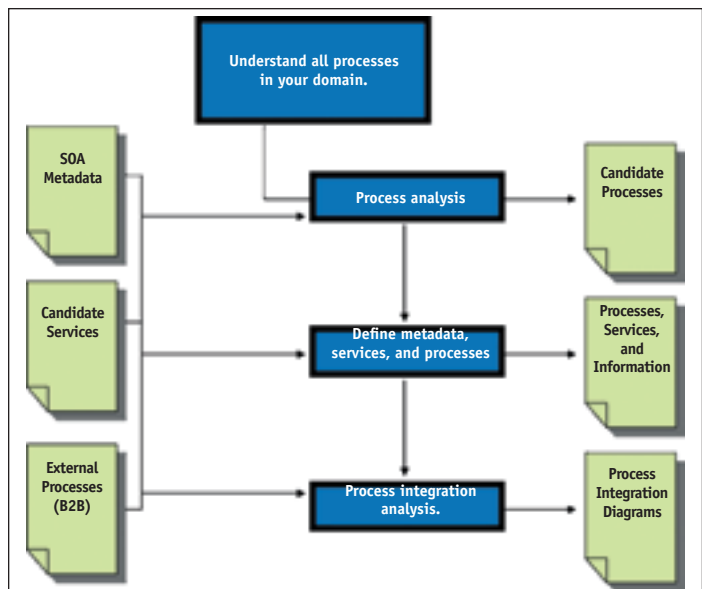 Understand all processes
in your domain.
SOA
Metadata
Process analysis
Candidate
Processes
Candidate
Services
Define metadata,
services, and processes
Processes,
Services,
and
Information
External
Processes
(B2B)
Process integration
analysis.
Process
Integration
Diagrams